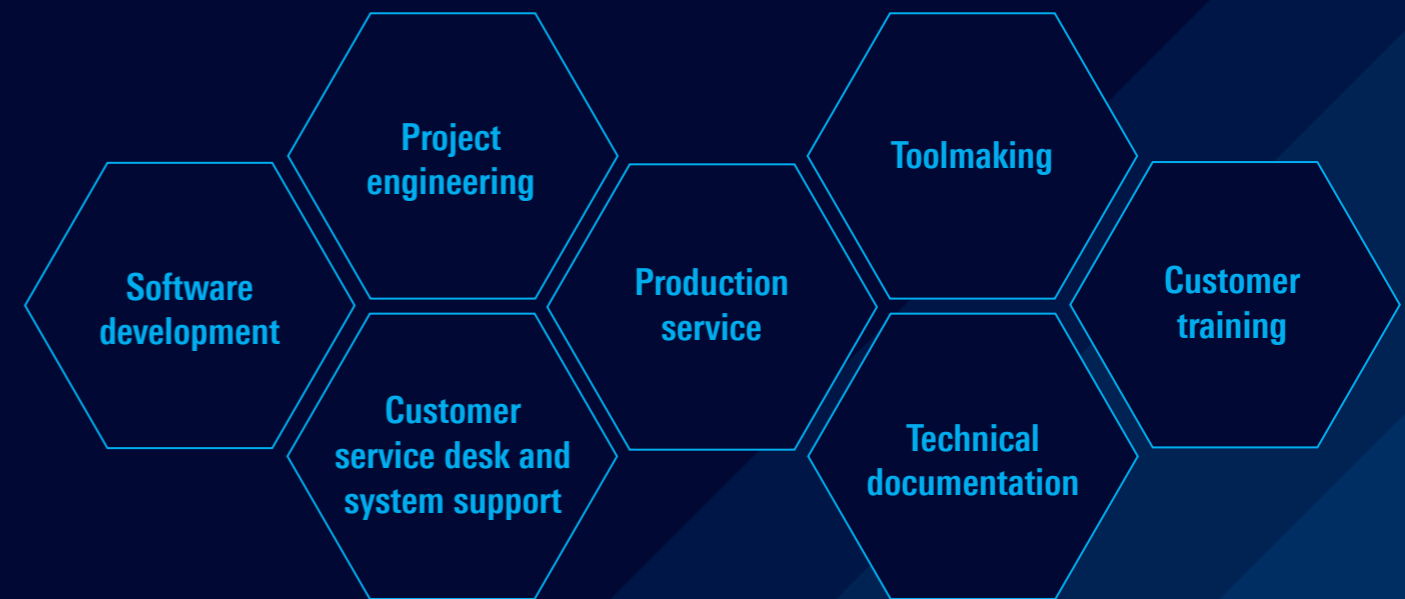 Project
engineering
Toolmaking
Software
development
Production
service
Customer
training
Customer
service desk and
system support
Technical
documentation